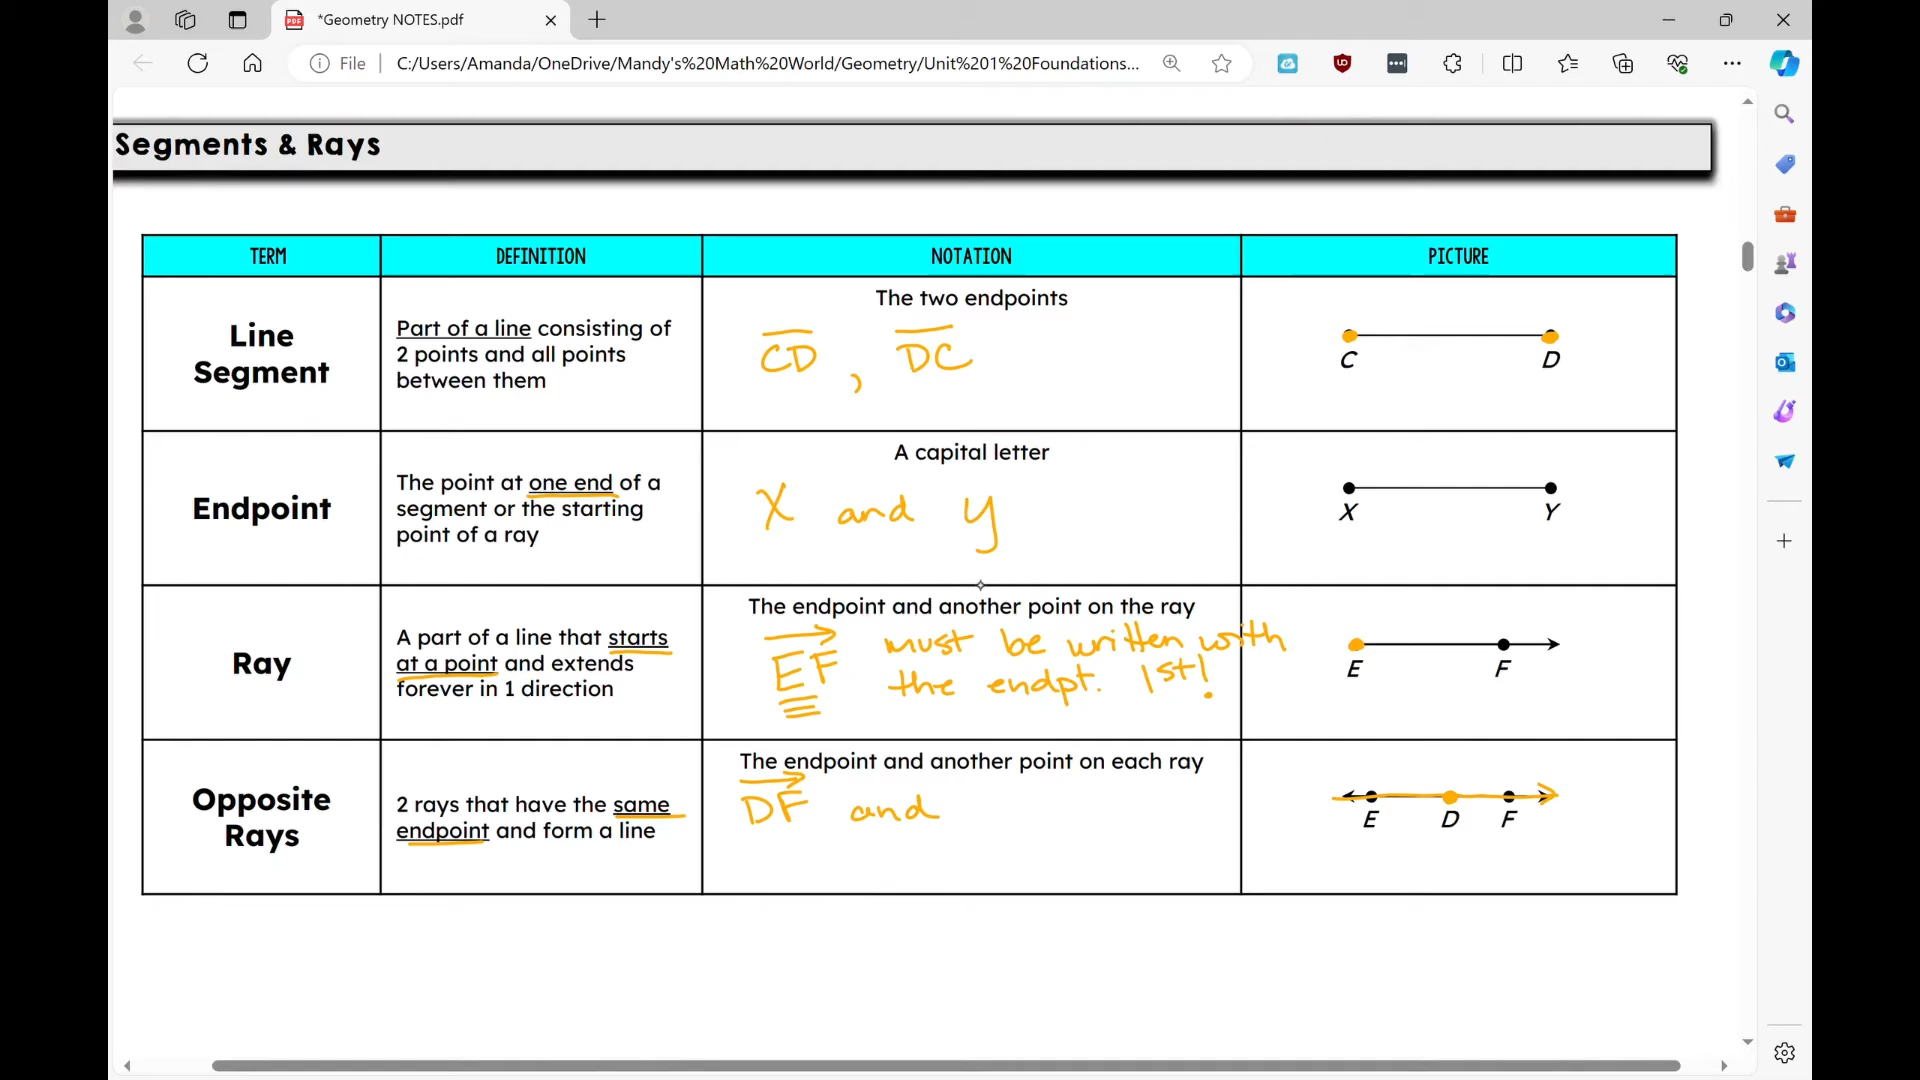 *Geometry NOTES.pdf
File
C:/Users/Amanda/OneDrive/Mandy's%20Math%20World/Geometry/Unit%201%20Foundations...
Segments & Rays
TERM DEFINITION NOTATION PICTURE
Line
Segment
Part of a line consisting of
2 points and all points
between them
The two endpoints
CD , DC
C D
Endpoint
The point at one end of a
segment or the starting
point of a ray
A capital letter
X and y
X Y
Ray
A part of a line that starts
at a point and extends
forever in 1 direction
The endpoint and another point on the ray
EF must be written with
the endpt. 1st!
E F
Opposite
Rays
2 rays that have the same
endpoint and form a line
The endpoint and another point on each ray
DF and
E D F